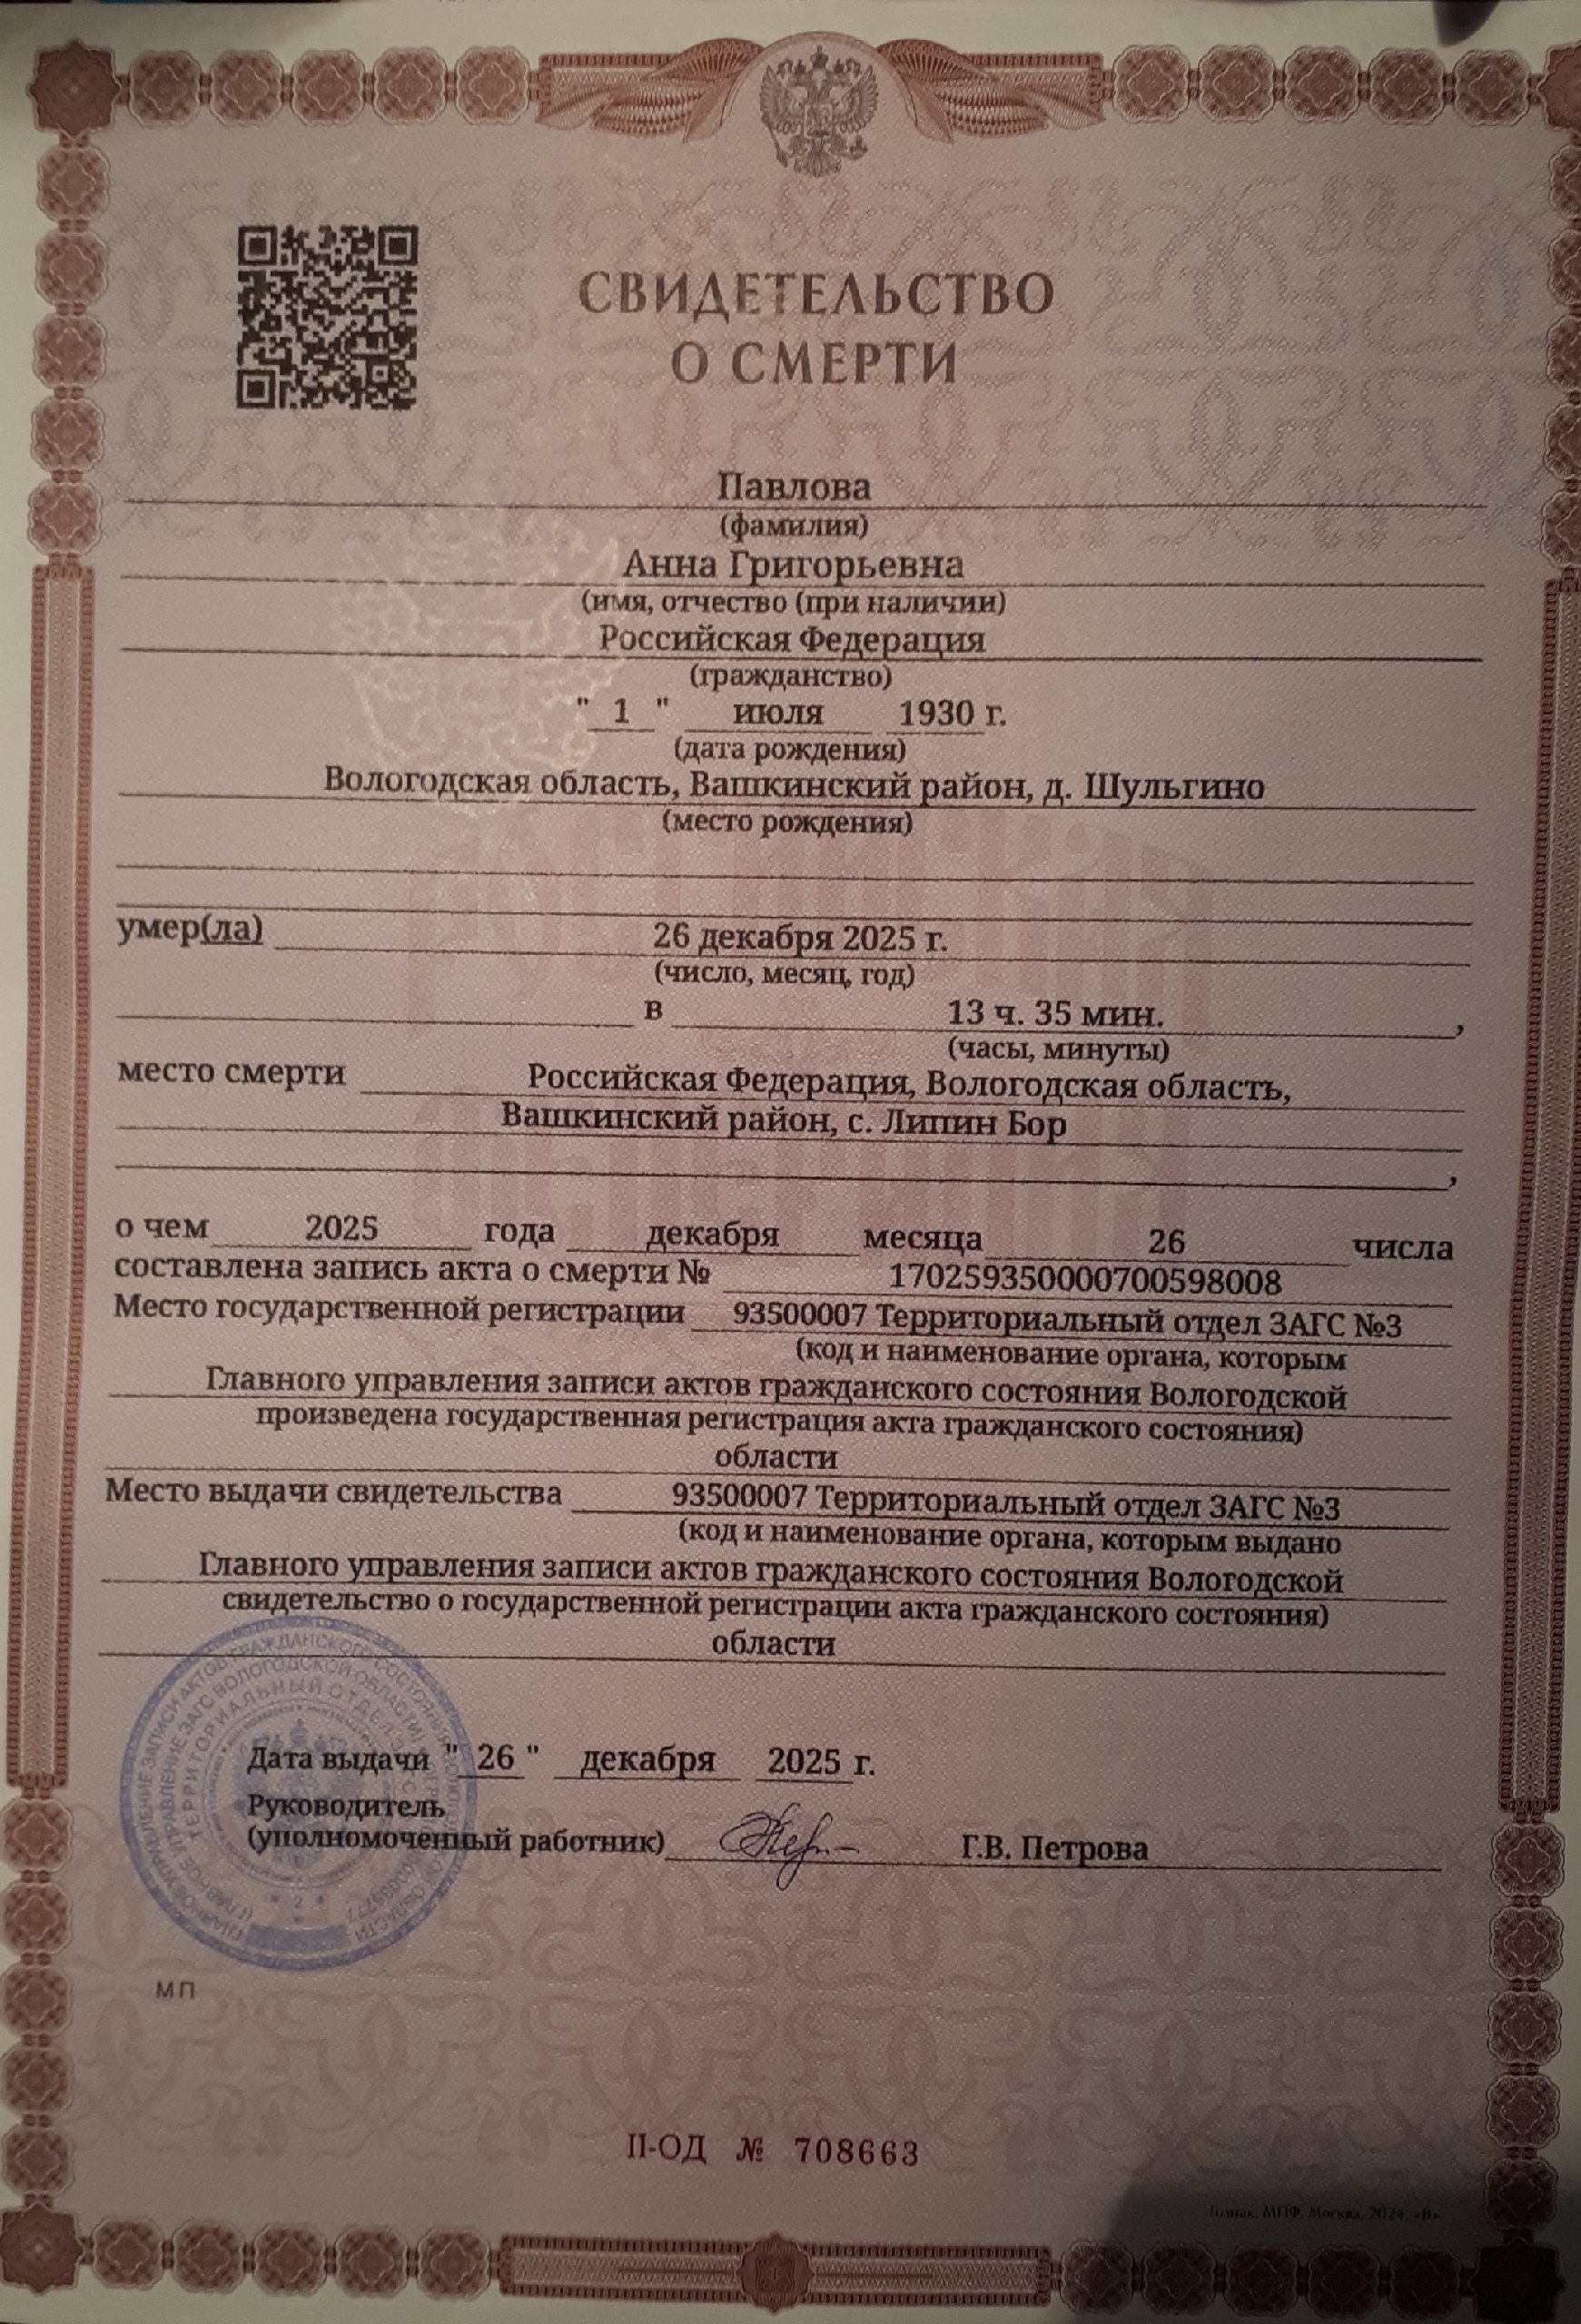 СВИДЕТЕЛЬСТВО
О СМЕРТИ
Павлова
(фамилия)
Анна Григорьевна
(имя, отчество (при наличии)
Российская Федерация
(гражданство)
" 1 " июля 1930 г.
(дата рождения)
Вологодская область, Вашкинский район, д. Шульгино
(место рождения)
умер(ла) 26 декабря 2025 г.
(число, месяц, год)
в 13 ч. 35 мин. ,
(часы, минуты)
место смерти Российская Федерация, Вологодская область,
Вашкинский район, с. Липин Бор
,
о чем 2025 года декабря месяца 26 числа
составлена запись акта о смерти № 170259350000700598008
Место государственной регистрации 93500007 Территориальный отдел ЗАГС №3
(код и наименование органа, которым
Главного управления записи актов гражданского состояния Вологодской
произведена государственная регистрация акта гражданского состояния)
области
Место выдачи свидетельства 93500007 Территориальный отдел ЗАГС №3
(код и наименование органа, которым выдано
Главного управления записи актов гражданского состояния Вологодской
свидетельство о государственной регистрации акта гражданского состояния)
области
Дата выдачи " 26 " декабря 2025 г.
Руководитель
(уполномоченный работник) Г.В. Петрова
МП
II-ОД № 708663
Гознак, МПФ, Москва, 2024, «В»